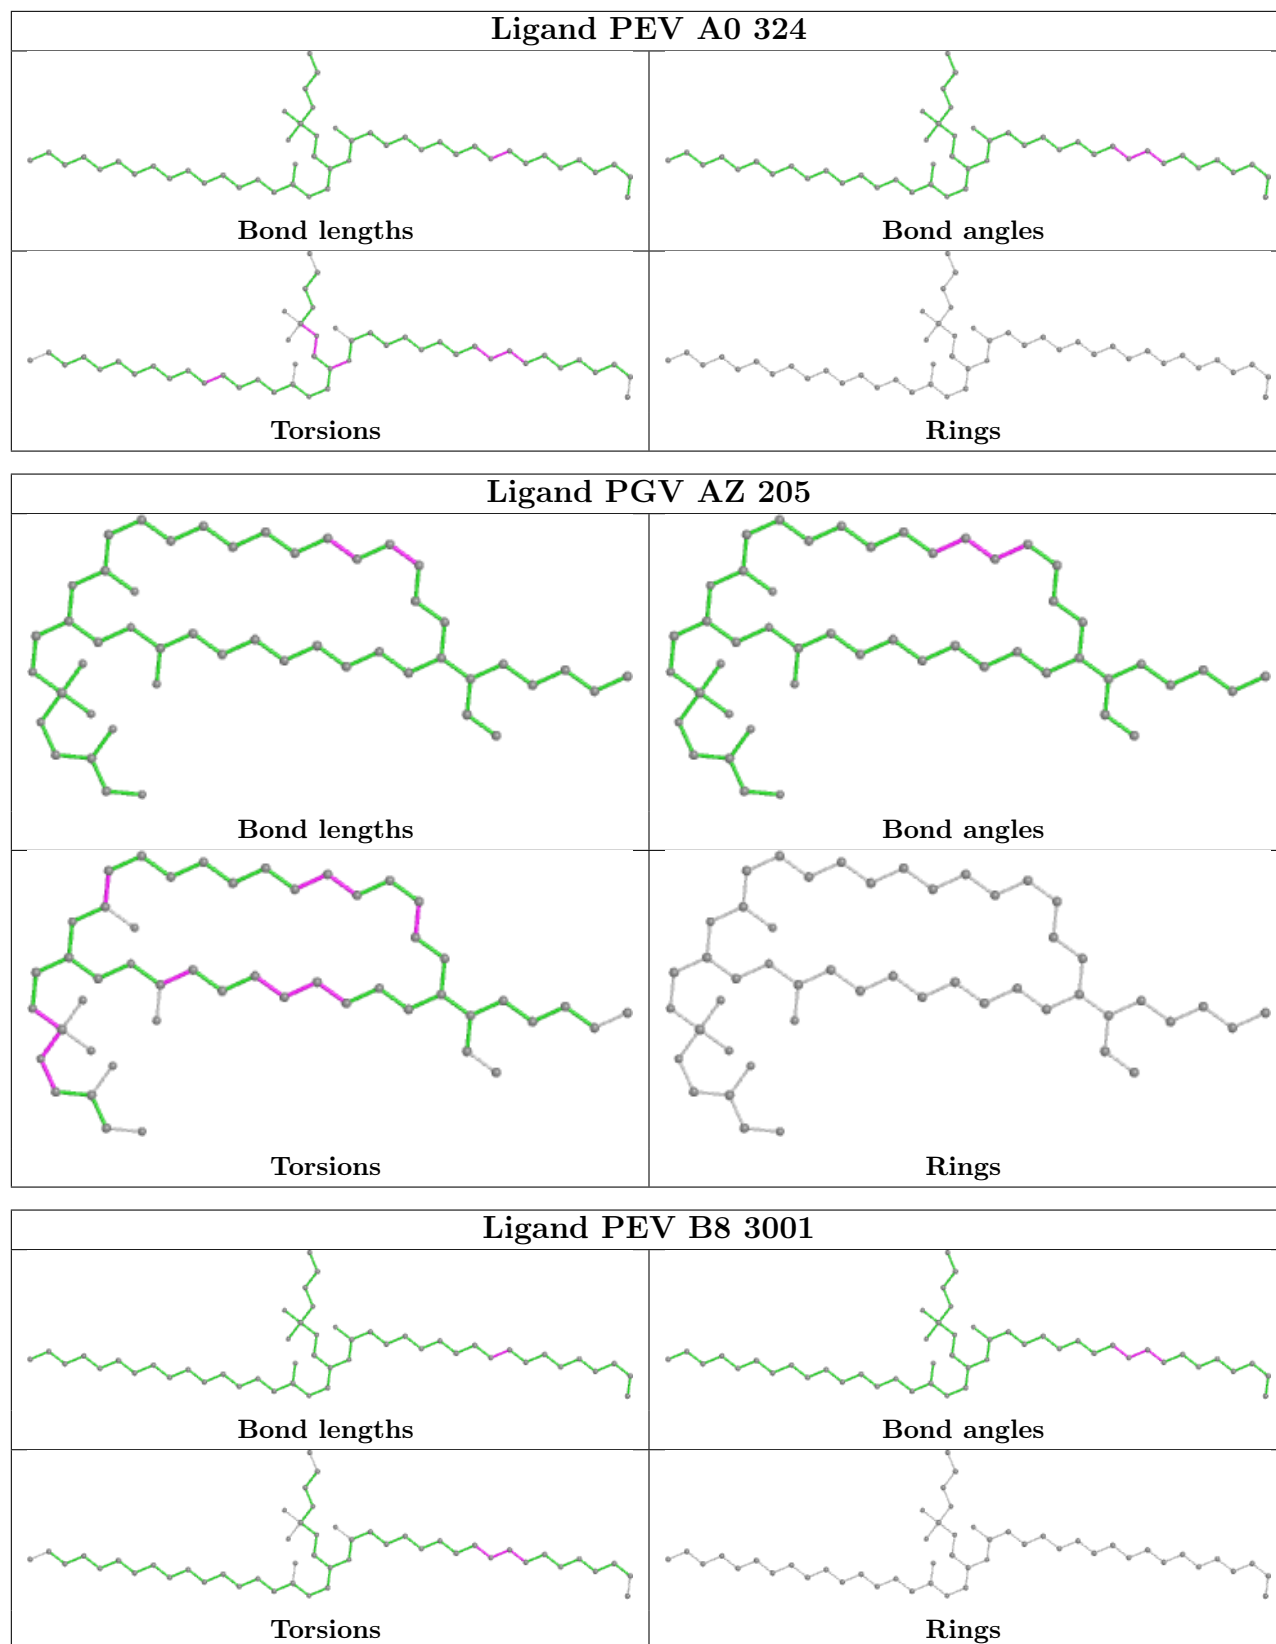 Ligand PEV A0 324
Bond lengths
Bond angles
Torsions
Rings
Ligand PGV AZ 205
Bond lengths
Bond angles
Torsions
Rings
Ligand PEV B8 3001
Bond lengths
Bond angles
Torsions
Rings